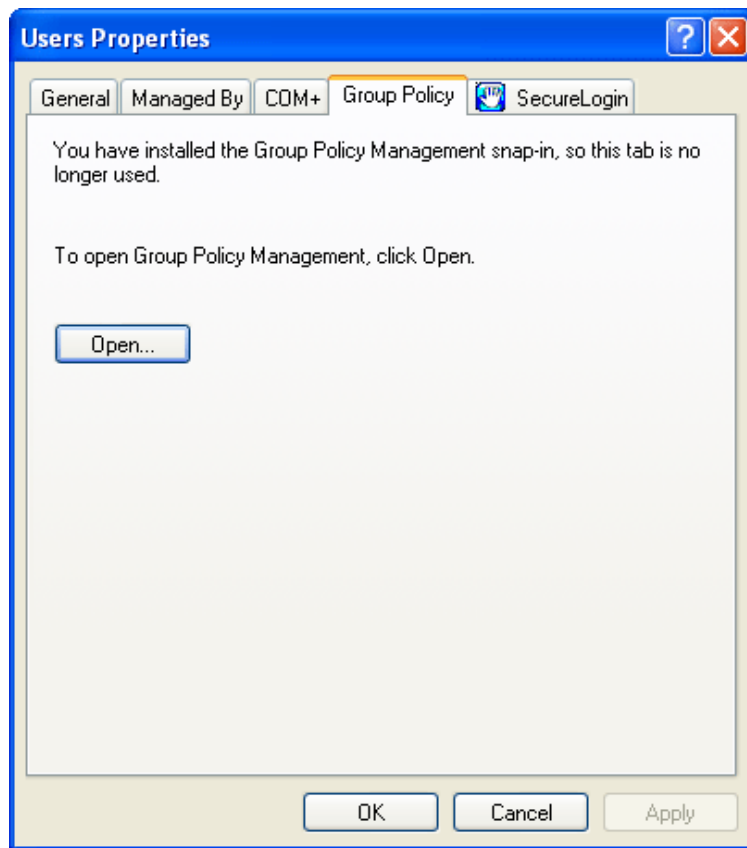 Users Properties
General Managed By COM+ Group Policy SecureLogin
You have installed the Group Policy Management snap-in, so this tab is no
longer used.
To open Group Policy Management, click Open.
Open...
OK Cancel Apply